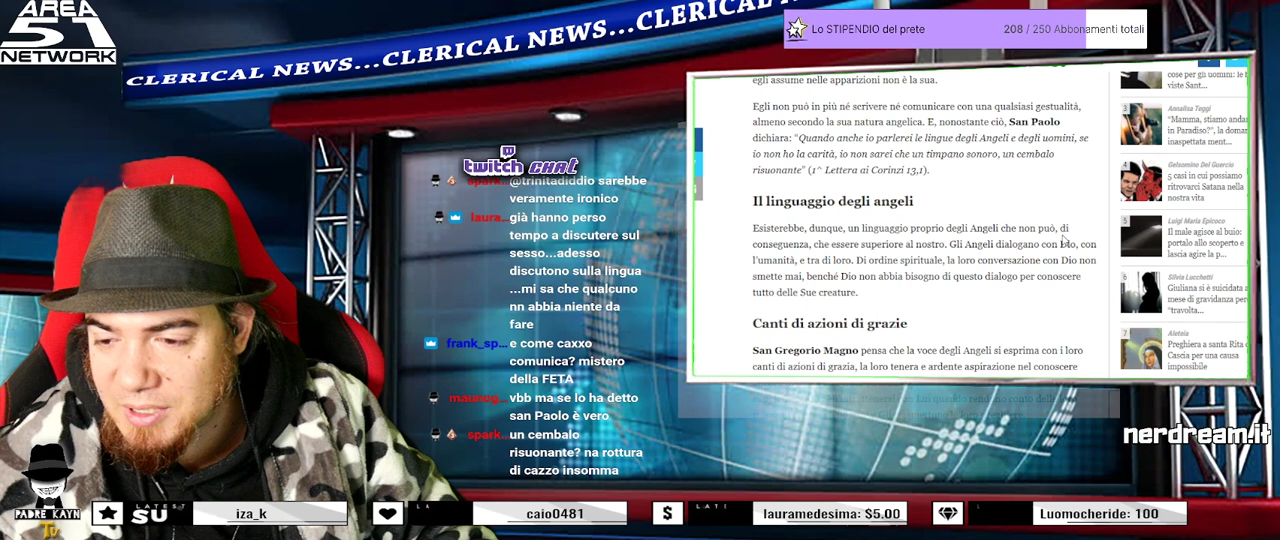 AREA
51
NETWORK
CLERICAL NEWS...CLERICAL NEWS...CLERICAL NEWS
Lo STIPENDIO del prete
208 / 250 Abbonamenti totali
twitch CHAT
spark... @trinitadiddio sarebbe
veramente ironico
laura... già hanno perso
tempo a discutere sul
sesso...adesso
discutono sulla lingua
...mi sa che qualcuno
nn abbia niente da
fare
frank_sp... e come caxxo
comunica? mistero
della FETA
maurog... vbb ma se lo ha detto
san Paolo è vero
spark... un cembalo
risuonante? na rottura
di cazzo insomma
egli assume nelle apparizioni non è la sua.
Egli non può in più né scrivere né comunicare con una qualsiasi gestualità,
almeno secondo la sua natura angelica. E, nonostante ciò, San Paolo
dichiara: “Quando anche io parlerei le lingue degli Angeli e degli uomini, se
io non ho la carità, io non sarei che un timpano sonoro, un cembalo
risuonante” (1^ Lettera ai Corinzi 13,1).
Il linguaggio degli angeli
Esisterebbe, dunque, un linguaggio proprio degli Angeli che non può, di
conseguenza, che essere superiore al nostro. Gli Angeli dialogano con Dio, con
l’umanità, e tra di loro. Di ordine spirituale, la loro conversazione con Dio non
smette mai, benché Dio non abbia bisogno di questo dialogo per conoscere
tutto delle Sue creature.
Canti di azioni di grazie
San Gregorio Magno pensa che la voce degli Angeli si esprima con i loro
canti di azioni di grazia, la loro tenera e ardente aspirazione nel conoscere
cose per gli uomini: le
viste Sant...
3
Annalisa Teggi
“Mamma, stiamo andan
in Paradiso?”, la doman
inaspettata ment...
4
Gelsomino Del Guercio
5 casi in cui possiamo
ritrovarci Satana nella
nostra vita
5
Luigi Maria Epicoco
Il male agisce al buio:
portalo allo scoperto e
lascia agire la p...
6
Silvia Lucchetti
Giuliana si è suicidata a
mese di gravidanza per
“travolta...
7
Aleteia
Preghiera a santa Rita d
Cascia per una causa
impossibile
nerdream.it
PADRE KAYN
To
LATEST
SU
iza_k
caio0481
$
LATI
lauramedesima: $5.00
Luomocheride: 100